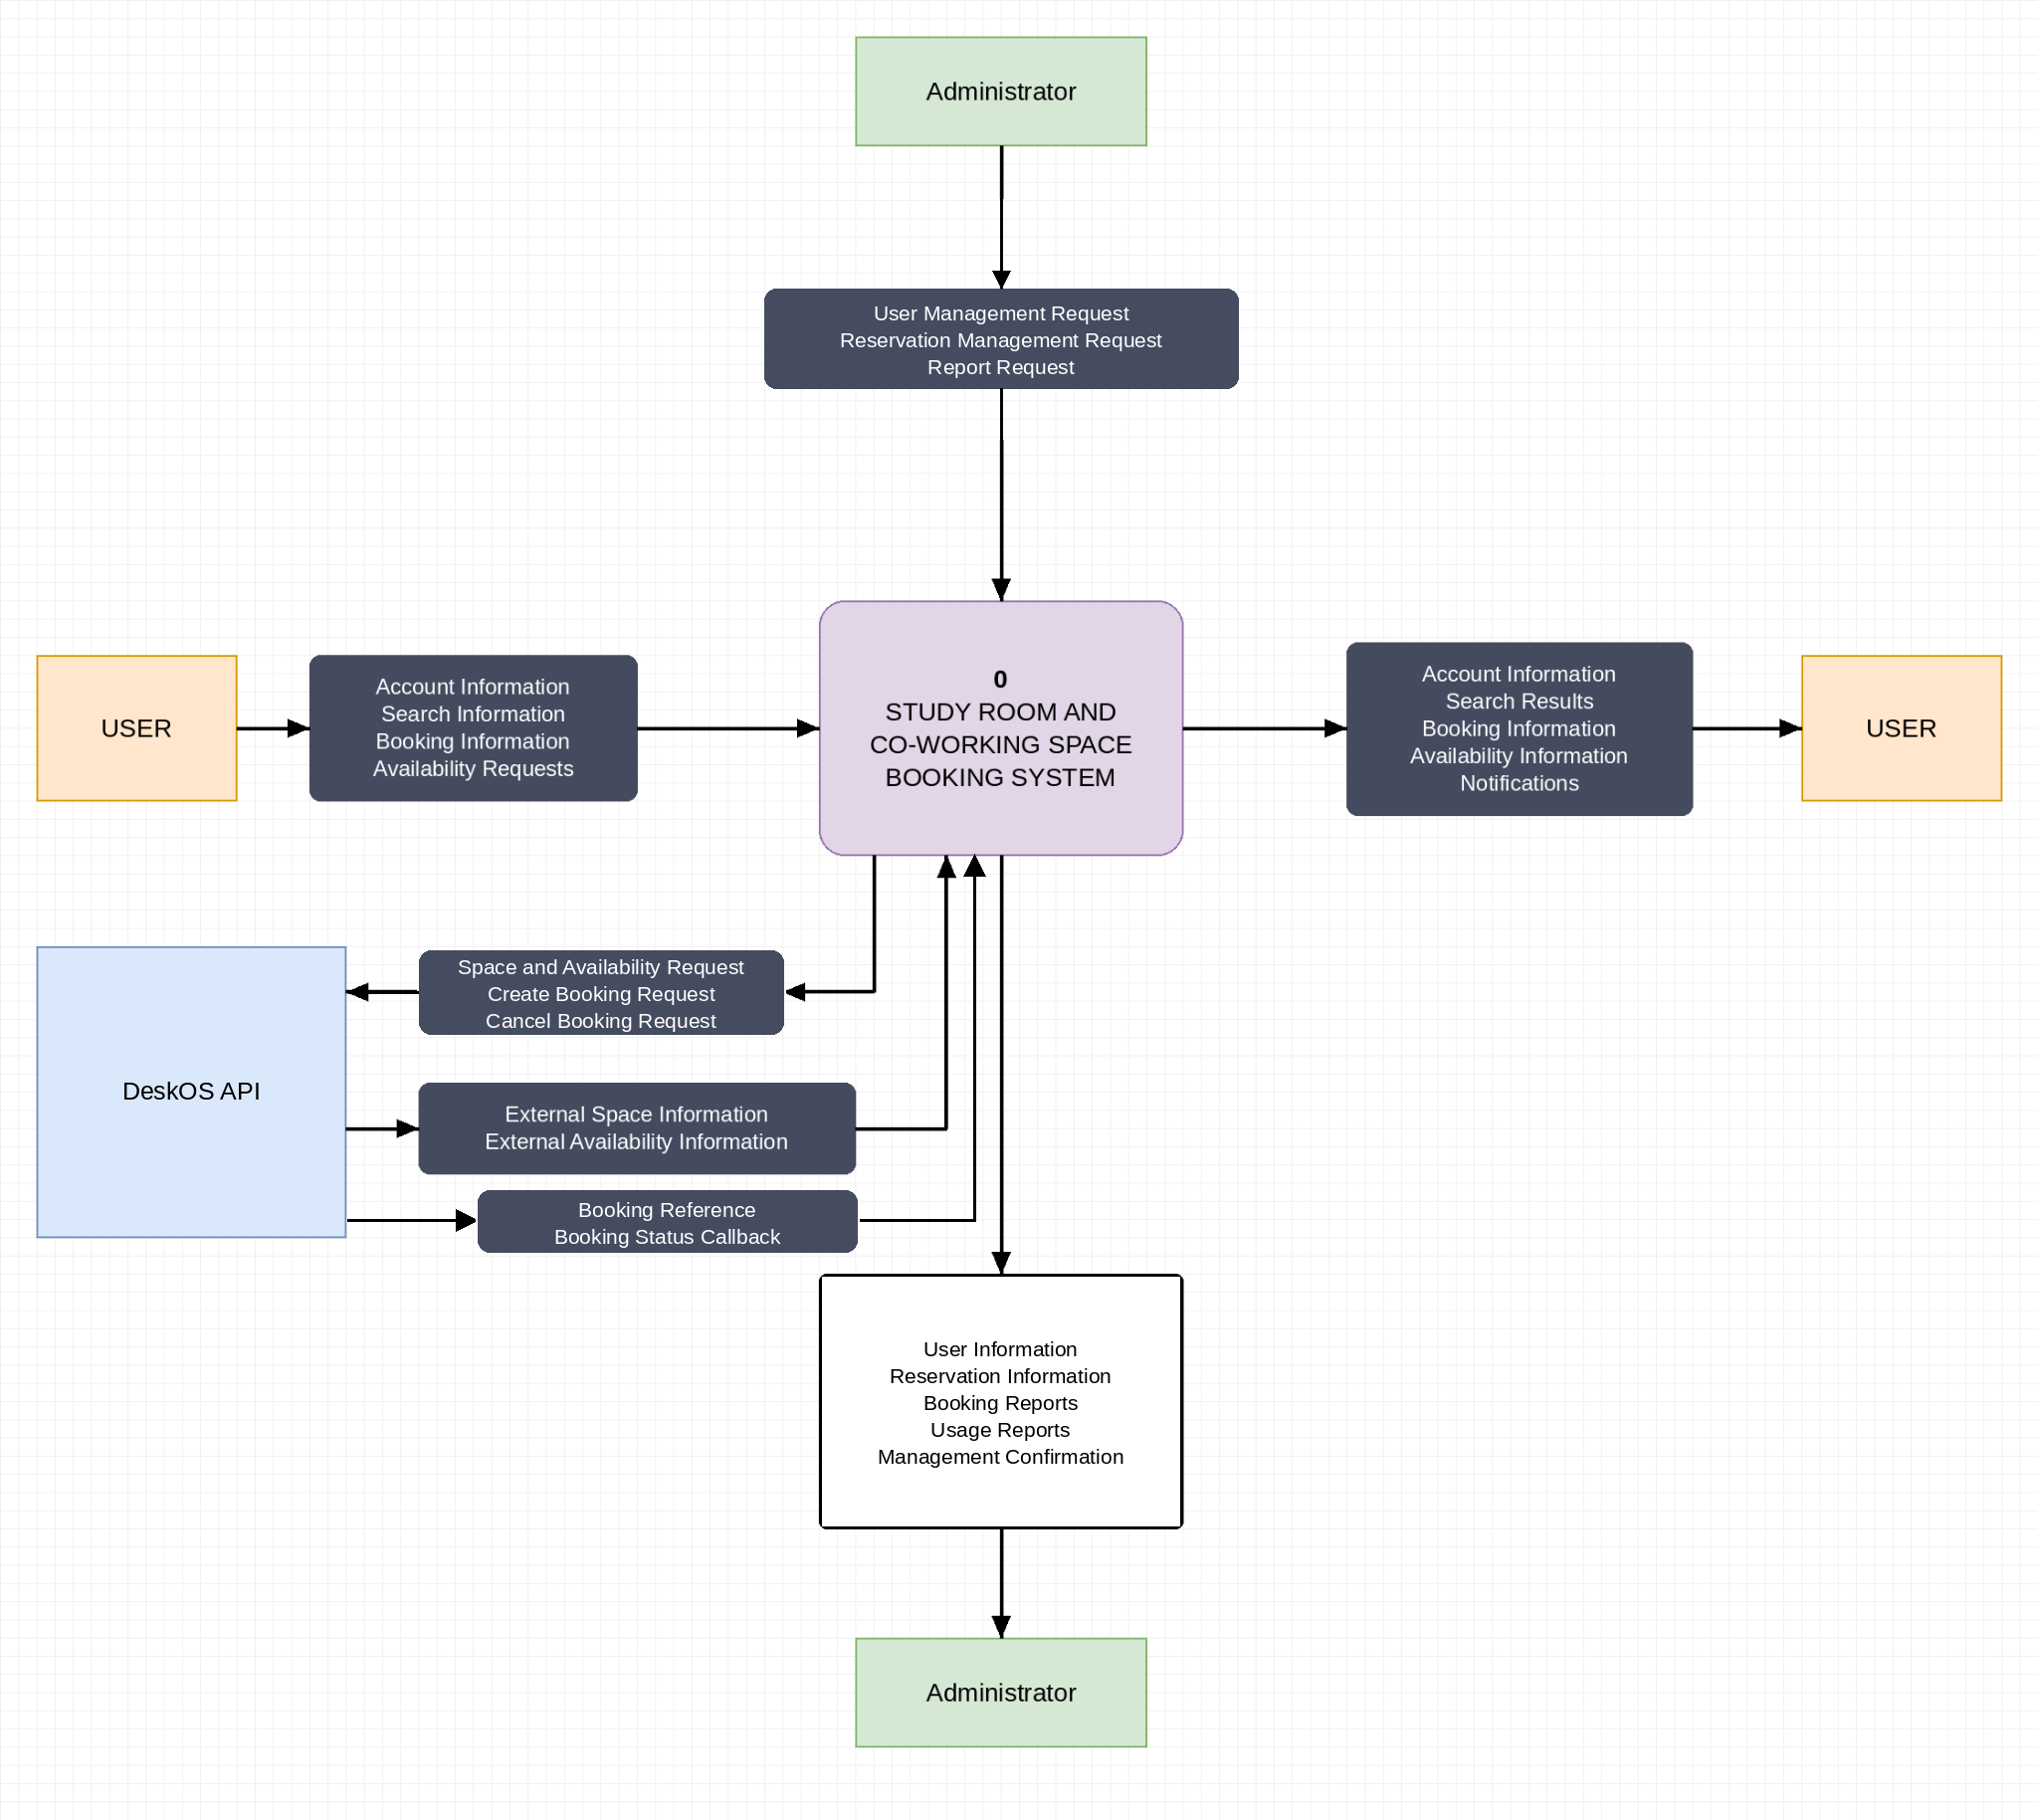 Administrator
User Management Request
Reservation Management Request
Report Request
USER
Account Information
Search Information
Booking Information
Availability Requests
0
STUDY ROOM AND
CO-WORKING SPACE
BOOKING SYSTEM
Account Information
Search Results
Booking Information
Availability Information
Notifications
USER
DeskOS API
Space and Availability Request
Create Booking Request
Cancel Booking Request
External Space Information
External Availability Information
Booking Reference
Booking Status Callback
User Information
Reservation Information
Booking Reports
Usage Reports
Management Confirmation
Administrator